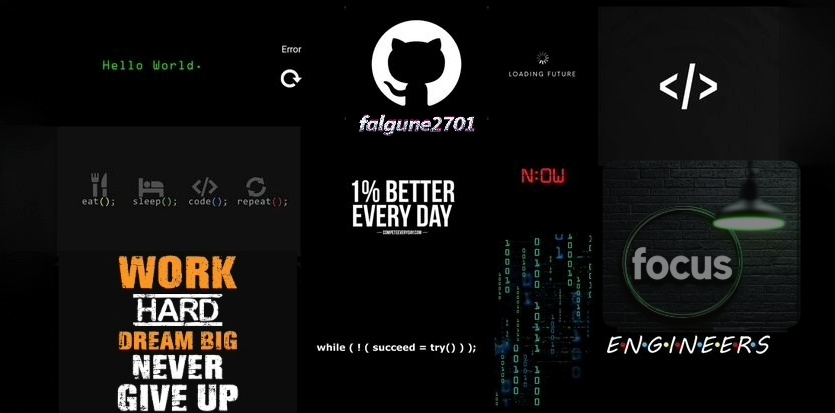 Hello World.
Error
falgune2701
LOADING FUTURE
</>
eat(); sleep(); code(); repeat();
1% BETTER
EVERY DAY
— COMPETEEVERYDAY.COM —
N:OW
focus
WORK
HARD
DREAM BIG
NEVER
GIVE UP
while ( ! ( succeed = try() ) );
E•N•G•I•N•E•E•R•S